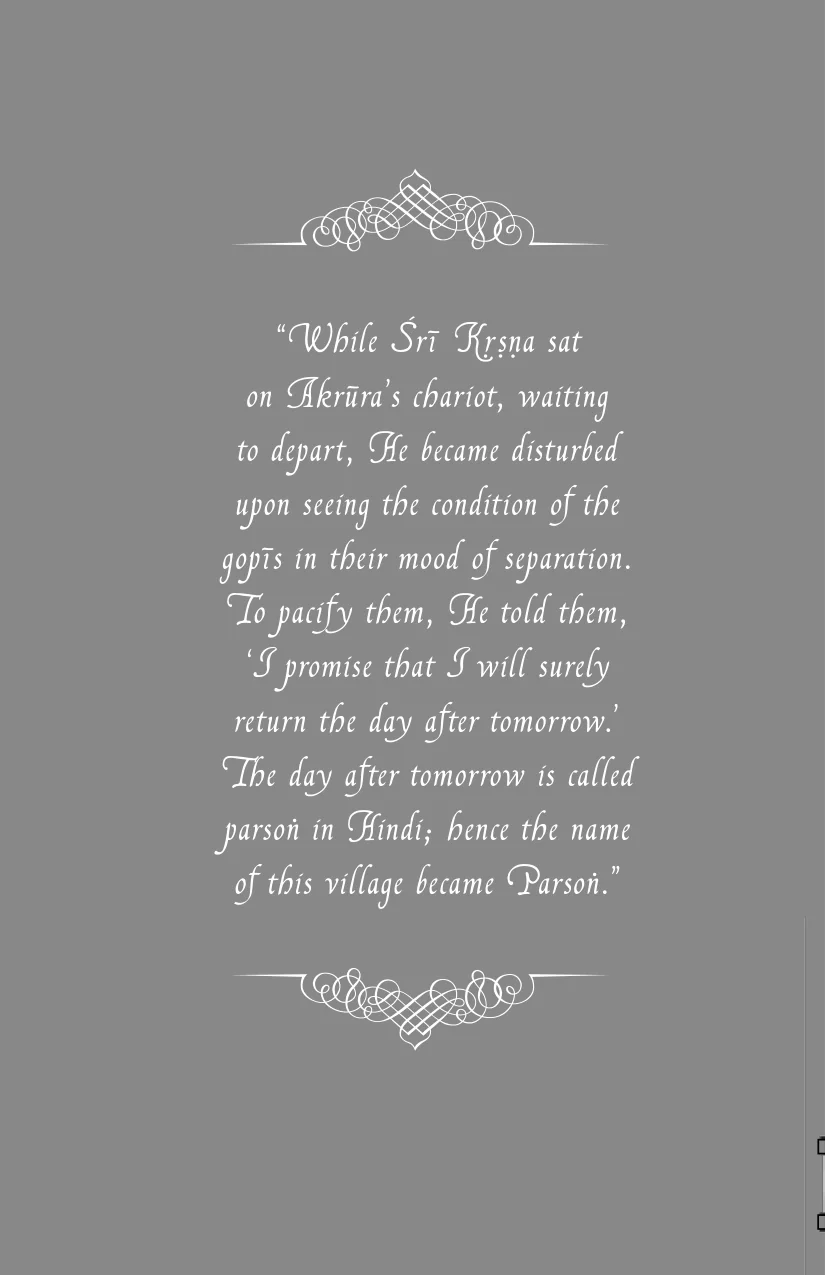 “While Śrī Kṛṣṇa sat
on Akrūra’s chariot, waiting
to depart, He became disturbed
upon seeing the condition of the
gopīs in their mood of separation.
To pacify them, He told them,
‘I promise that I will surely
return the day after tomorrow.’
The day after tomorrow is called
parsoṅ in Hindi; hence the name
of this village became Parsoṅ.”